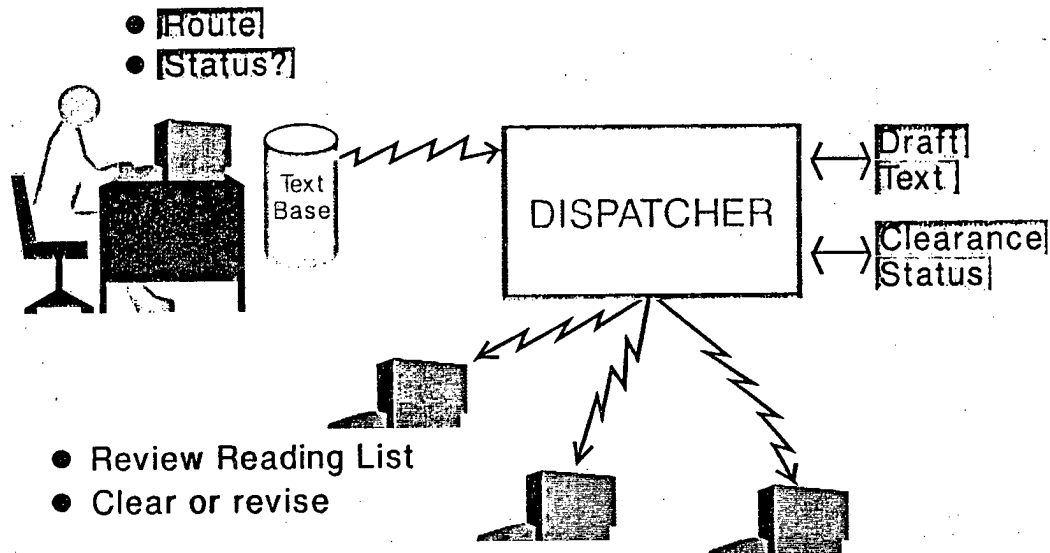 ● Route
● Status?
Text
Base
DISPATCHER
Draft
Text
Clearance
Status
● Review Reading List
● Clear or revise